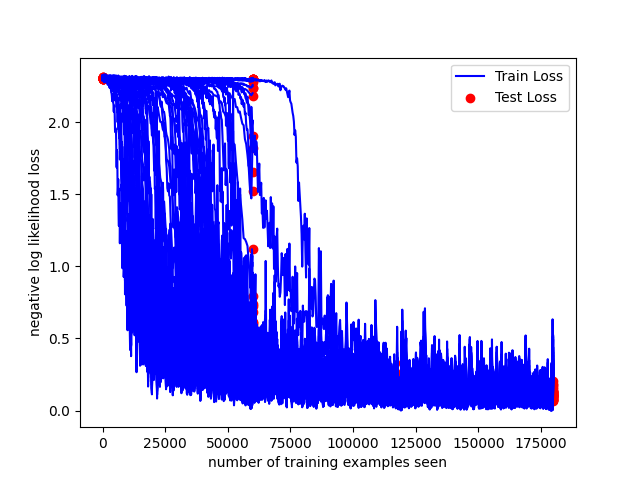 Train Loss
Test Loss
2.0
1.5
1.0
0.5
0.0
negative log likelihood loss
0 25000 50000 75000 100000 125000 150000 175000
number of training examples seen